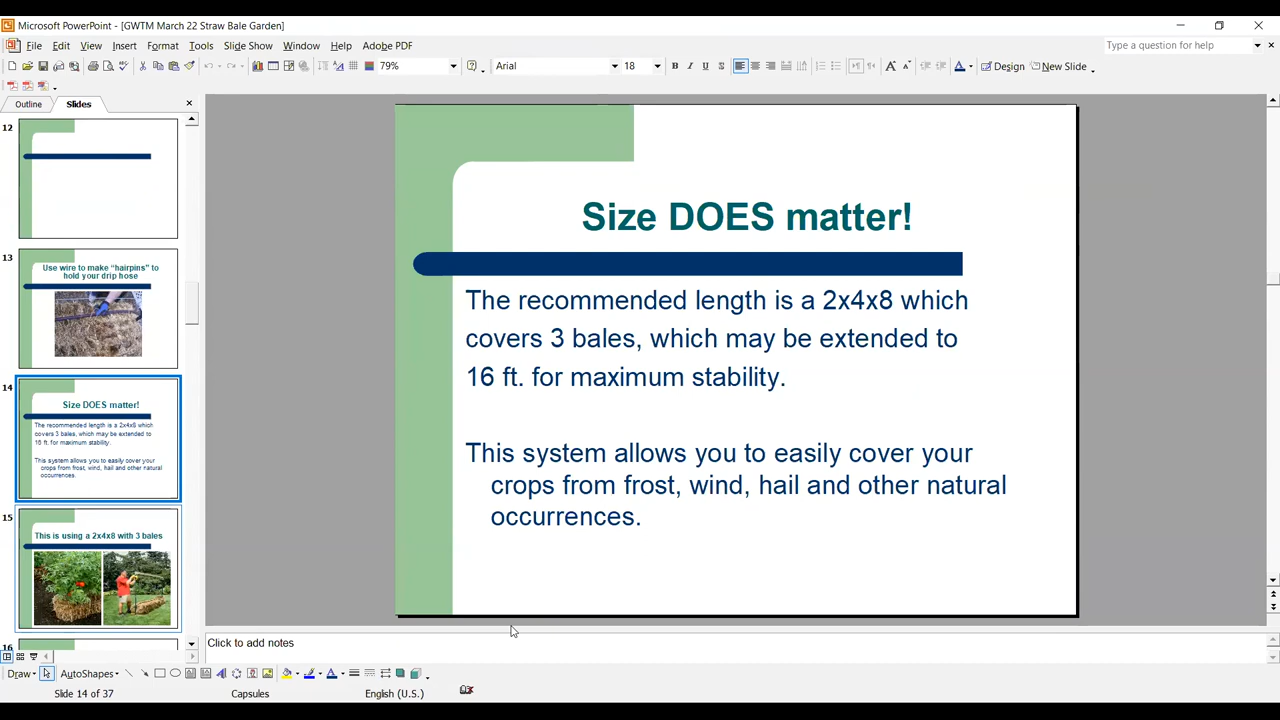 Microsoft PowerPoint - [GWTM March 22 Straw Bale Garden]
File Edit View Insert Format Tools Slide Show Window Help Adobe PDF
Type a question for help
79%
Arial
18
B I U S
Design
New Slide
Outline
Slides
12
13
Use wire to make “hairpins” to
hold your drip hose
14
Size DOES matter!
The recommended length is a 2x4x8 which
covers 3 bales, which may be extended to
16 ft. for maximum stability.
This system allows you to easily cover your
crops from frost, wind, hail and other natural
occurrences.
15
This is using a 2x4x8 with 3 bales
16
Size DOES matter!
The recommended length is a 2x4x8 which
covers 3 bales, which may be extended to
16 ft. for maximum stability.
This system allows you to easily cover your
crops from frost, wind, hail and other natural
occurrences.
Click to add notes
Draw
AutoShapes
Slide 14 of 37
Capsules
English (U.S.)